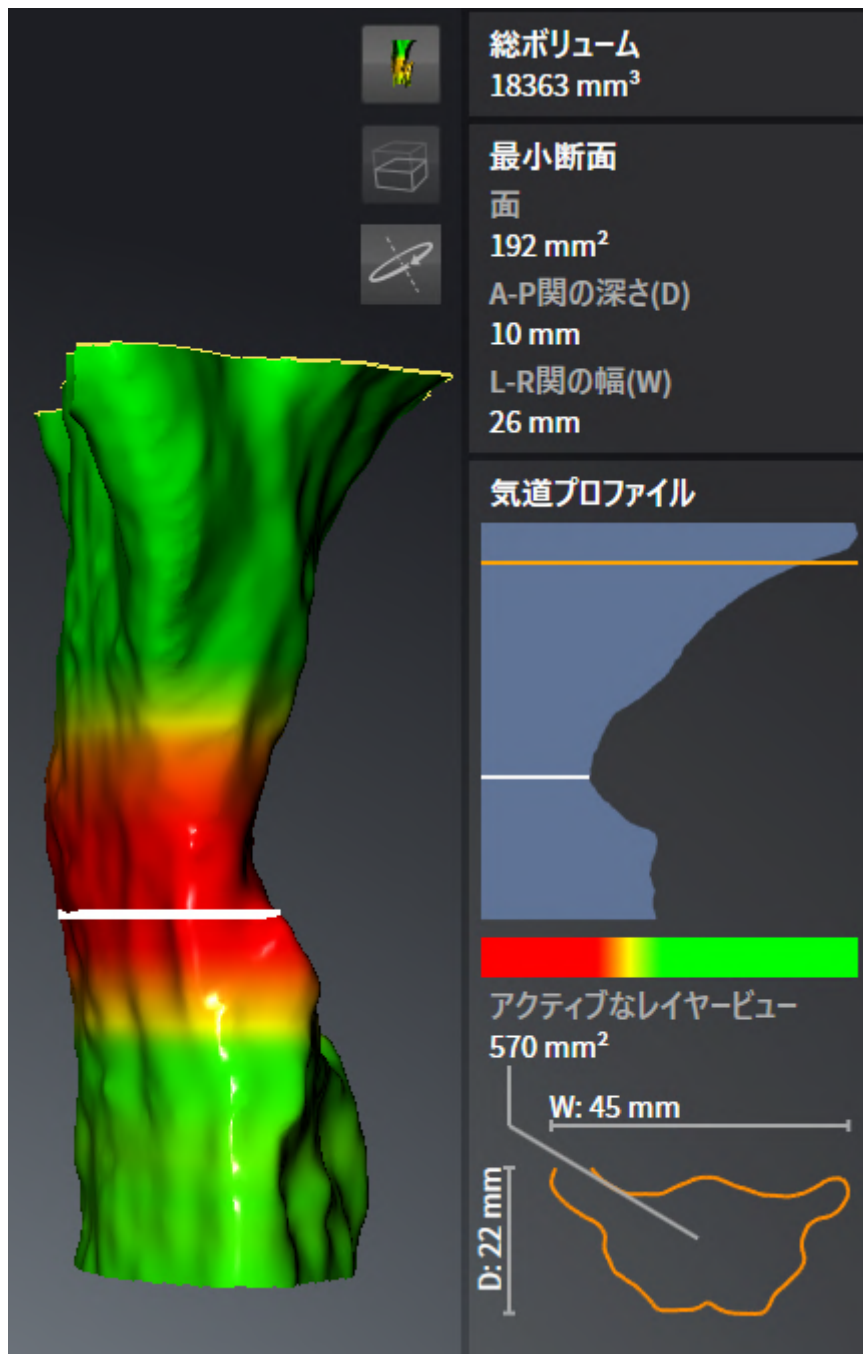 総ボリューム
18363 mm³
最小断面
面
192 mm²
A-P関の深さ(D)
10 mm
L-R関の幅(W)
26 mm
気道プロファイル
アクティブなレイヤービュー
570 mm²
W: 45 mm
D: 22 mm